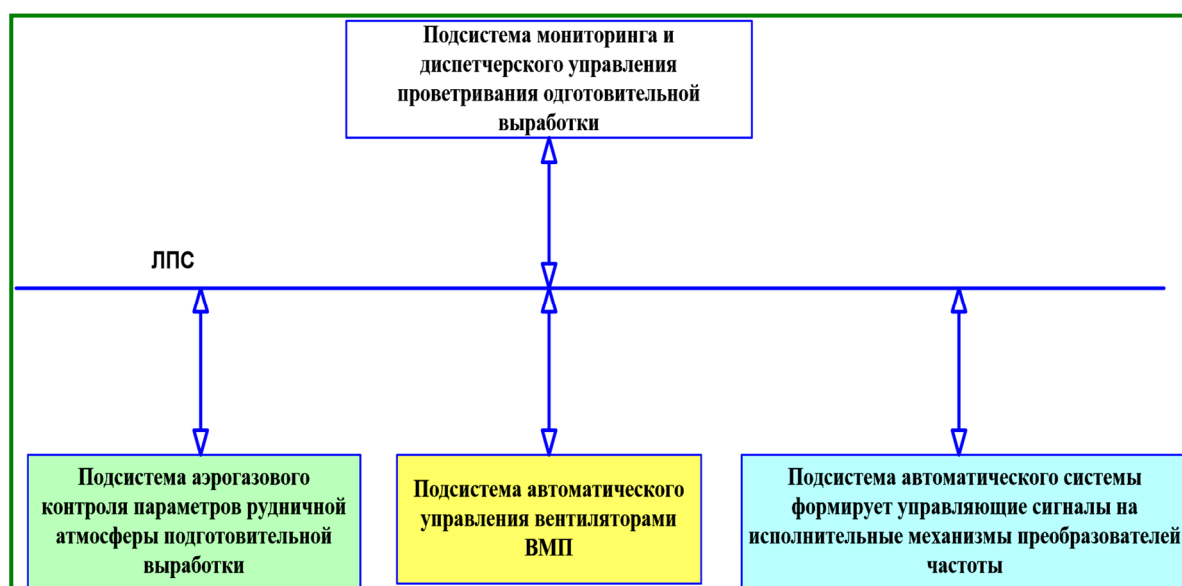 Подсистема мониторинга и
диспетчерского управления
проветривания одготовительной
выработки
ЛПС
Подсистема аэрогазового
контроля параметров рудничной
атмосферы подготовительной
выработки
Подсистема автоматического
управления вентиляторами
ВМП
Подсистема автоматического системы
формирует управляющие сигналы на
исполнительные механизмы преобразователей
частоты